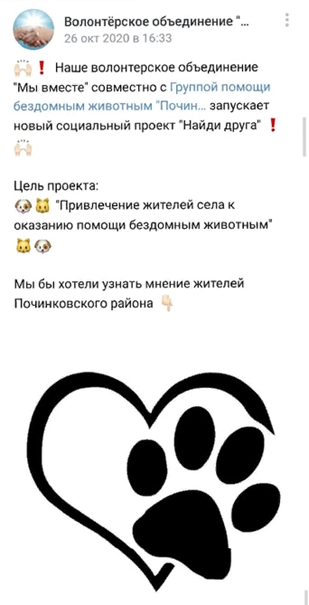 Волонтёрское объединение "...
26 окт 2020 в 16:33
🙌🏻❗ Наше волонтерское объединение
"Мы вместе" совместно с Группой помощи
бездомным животным "Почин... запускает
новый социальный проект "Найди друга" ❗
🙌🏻
Цель проекта:
🐶🐱 "Привлечение жителей села к
оказанию помощи бездомным животным"
🐱🐶
Мы бы хотели узнать мнение жителей
Починковского района 👇🏻